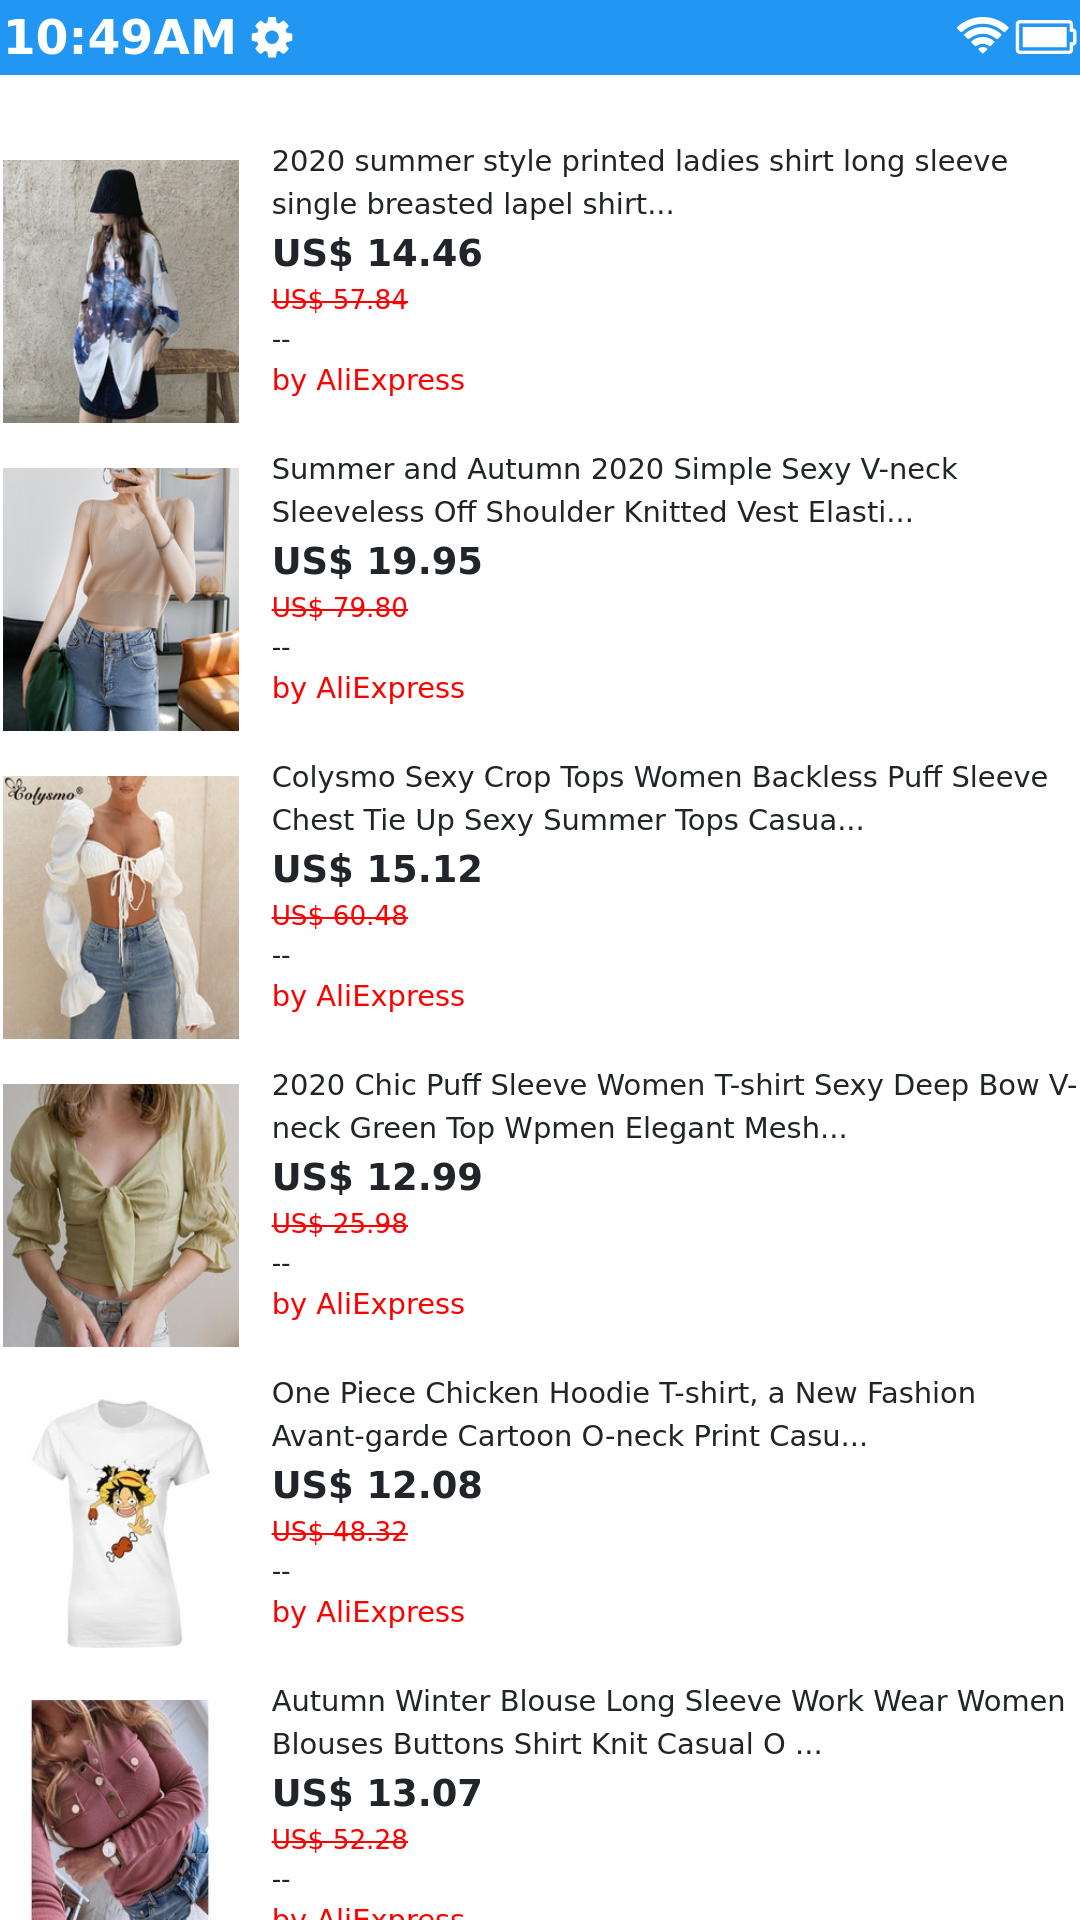 10:49AM
2020 summer style printed ladies shirt long sleeve
single breasted lapel shirt...
US$ 14.46
US$ 57.84
--
by AliExpress
Summer and Autumn 2020 Simple Sexy V-neck
Sleeveless Off Shoulder Knitted Vest Elasti...
US$ 19.95
US$ 79.80
--
by AliExpress
Colysmo®
Colysmo Sexy Crop Tops Women Backless Puff Sleeve
Chest Tie Up Sexy Summer Tops Casua...
US$ 15.12
US$ 60.48
--
by AliExpress
2020 Chic Puff Sleeve Women T-shirt Sexy Deep Bow V-
neck Green Top Wpmen Elegant Mesh...
US$ 12.99
US$ 25.98
--
by AliExpress
One Piece Chicken Hoodie T-shirt, a New Fashion
Avant-garde Cartoon O-neck Print Casu...
US$ 12.08
US$ 48.32
--
by AliExpress
Autumn Winter Blouse Long Sleeve Work Wear Women
Blouses Buttons Shirt Knit Casual O ...
US$ 13.07
US$ 52.28
--
by AliExpress